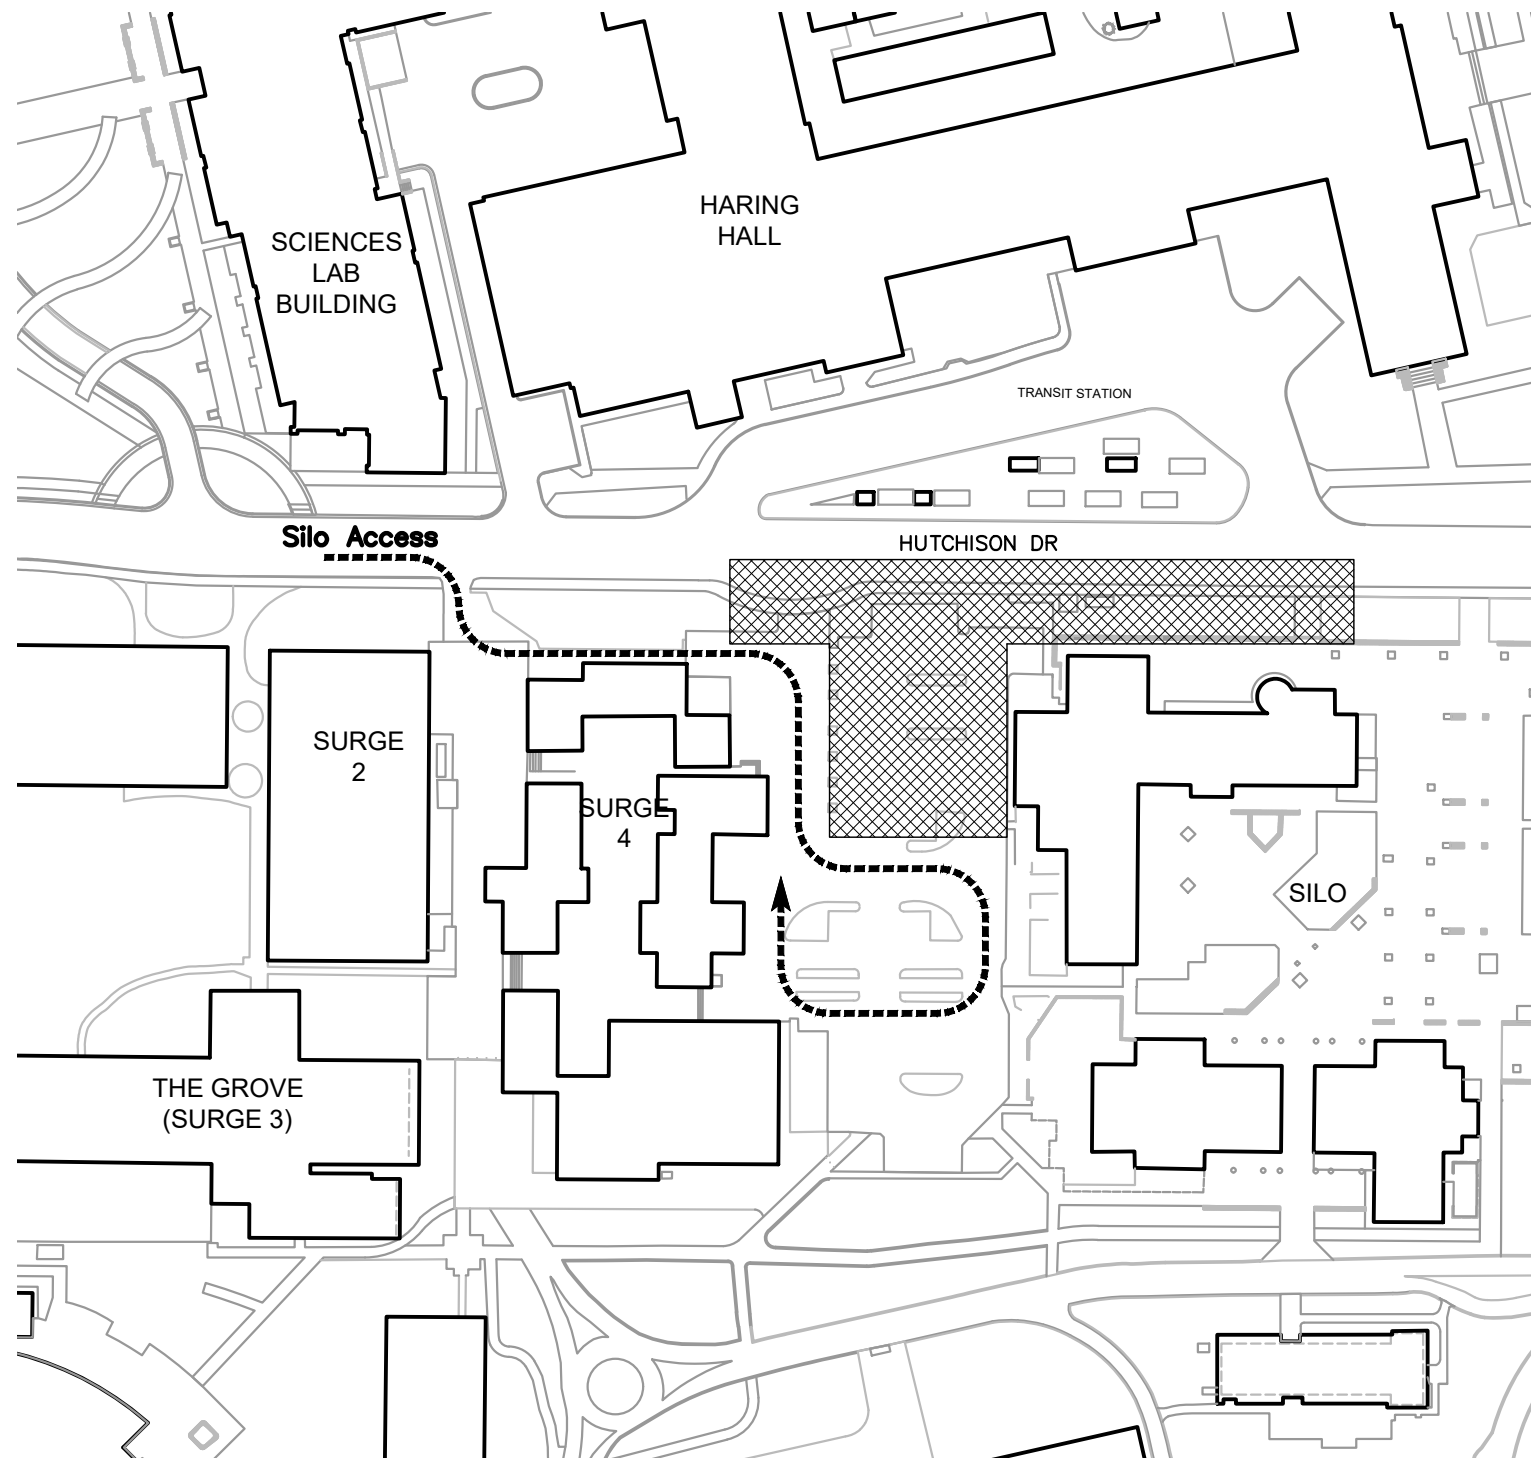 HARING
HALL
SCIENCES
LAB
BUILDING
TRANSIT STATION
Silo Access
HUTCHISON DR
SURGE
2
SURGE
4
SILO
THE GROVE
(SURGE 3)